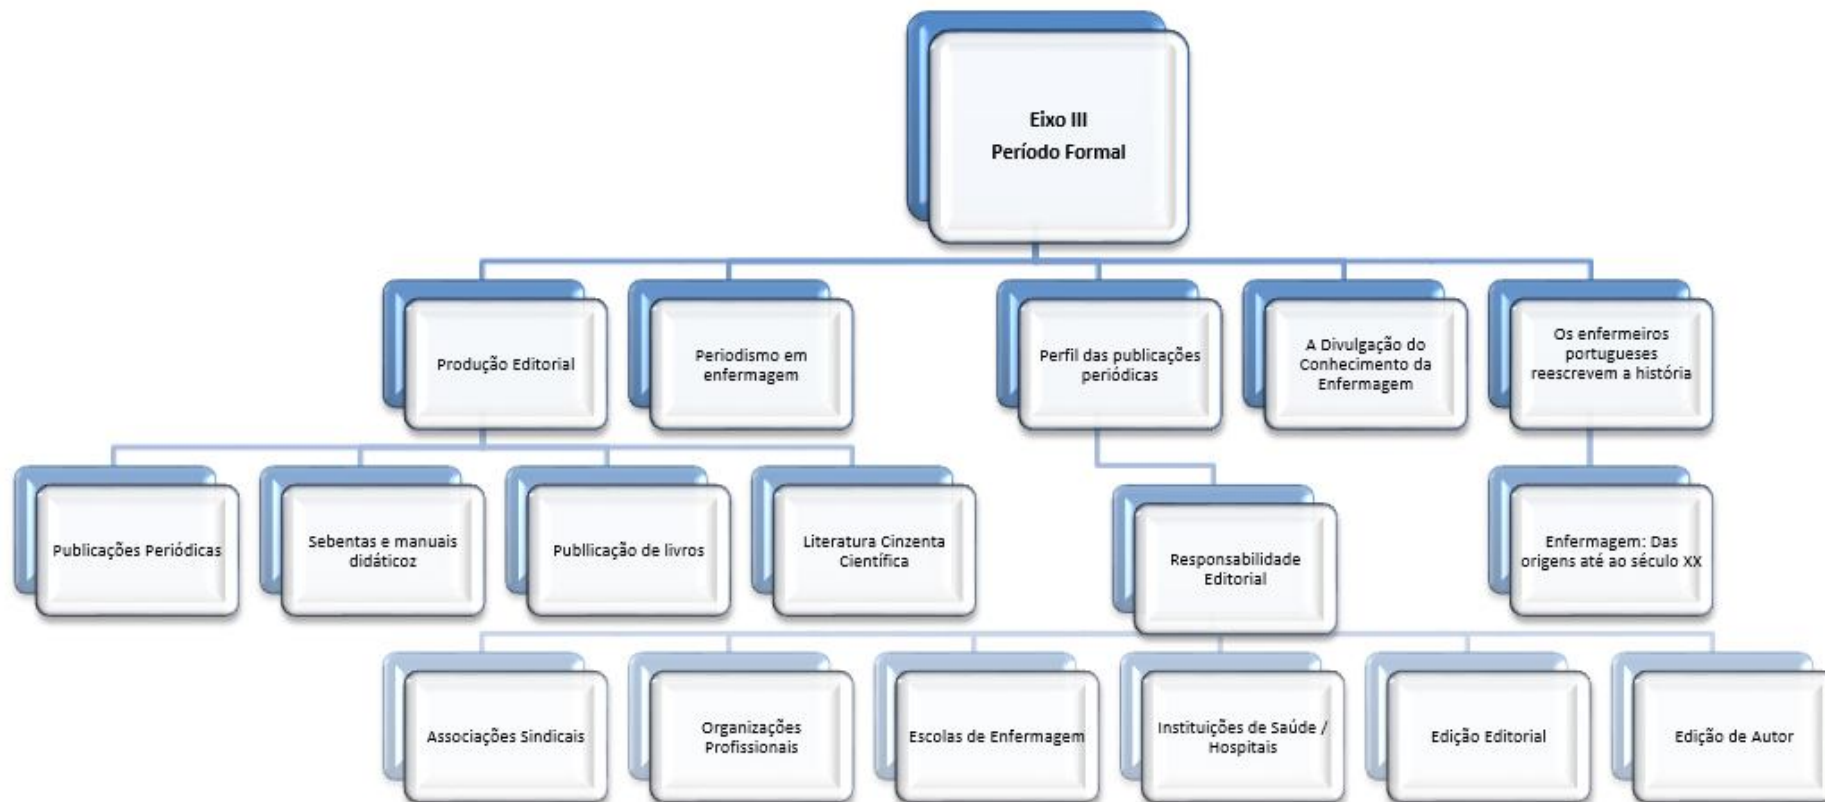 Eixo III
Período Formal
Produção Editorial
Periodismo em
enfermagem
Perfil das publicações
periódicas
A Divulgação do
Conhecimento da
Enfermagem
Os enfermeiros
portugueses
reescrevem a história
Publicações Periódicas
Sebentas e manuais
didáticoz
Publlicação de livros
Literatura Cinzenta
Científica
Responsabilidade
Editorial
Enfermagem: Das
origens até ao século XX
Associações Sindicais
Organizações
Profissionais
Escolas de Enfermagem
Instituições de Saúde /
Hospitais
Edição Editorial
Edição de Autor